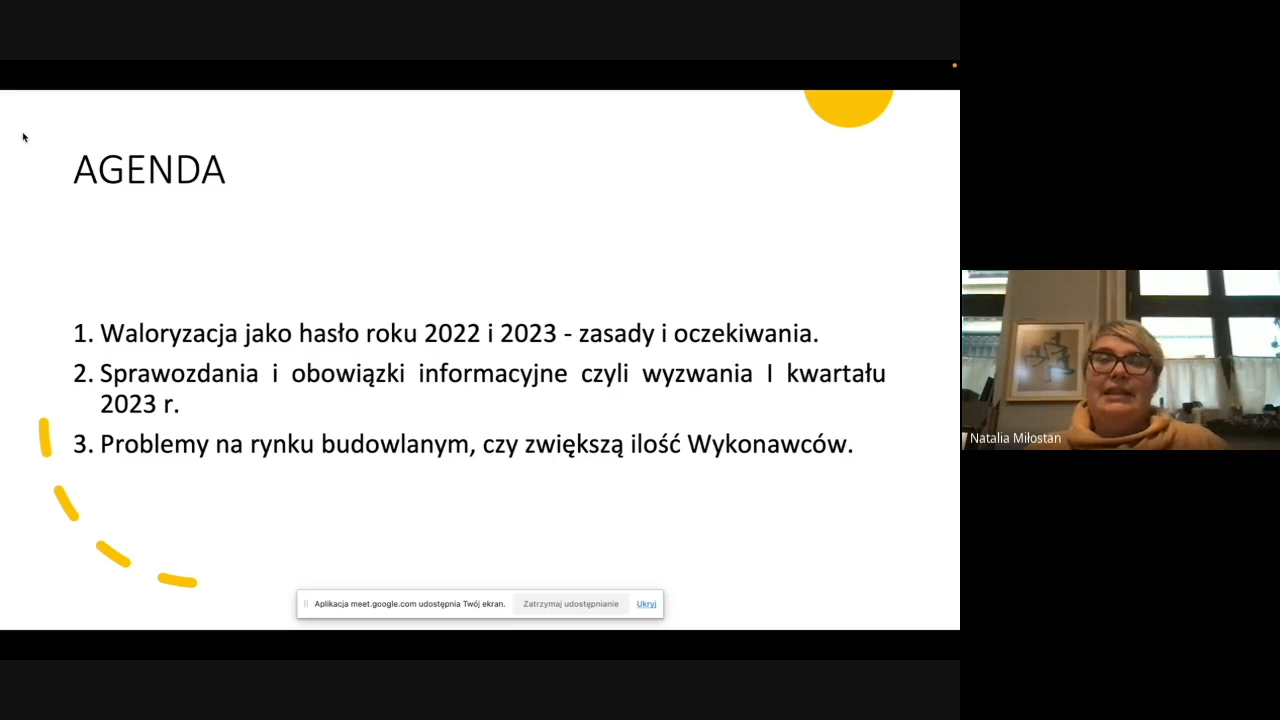 AGENDA
1. Waloryzacja jako hasło roku 2022 i 2023 - zasady i oczekiwania.
2. Sprawozdania i obowiązki informacyjne czyli wyzwania I kwartału
2023 r.
3. Problemy na rynku budowlanym, czy zwiększą ilość Wykonawców.
Aplikacja meet.google.com udostępnia Twój ekran. Zatrzymaj udostępnianie Ukryj
Natalia Miłostan